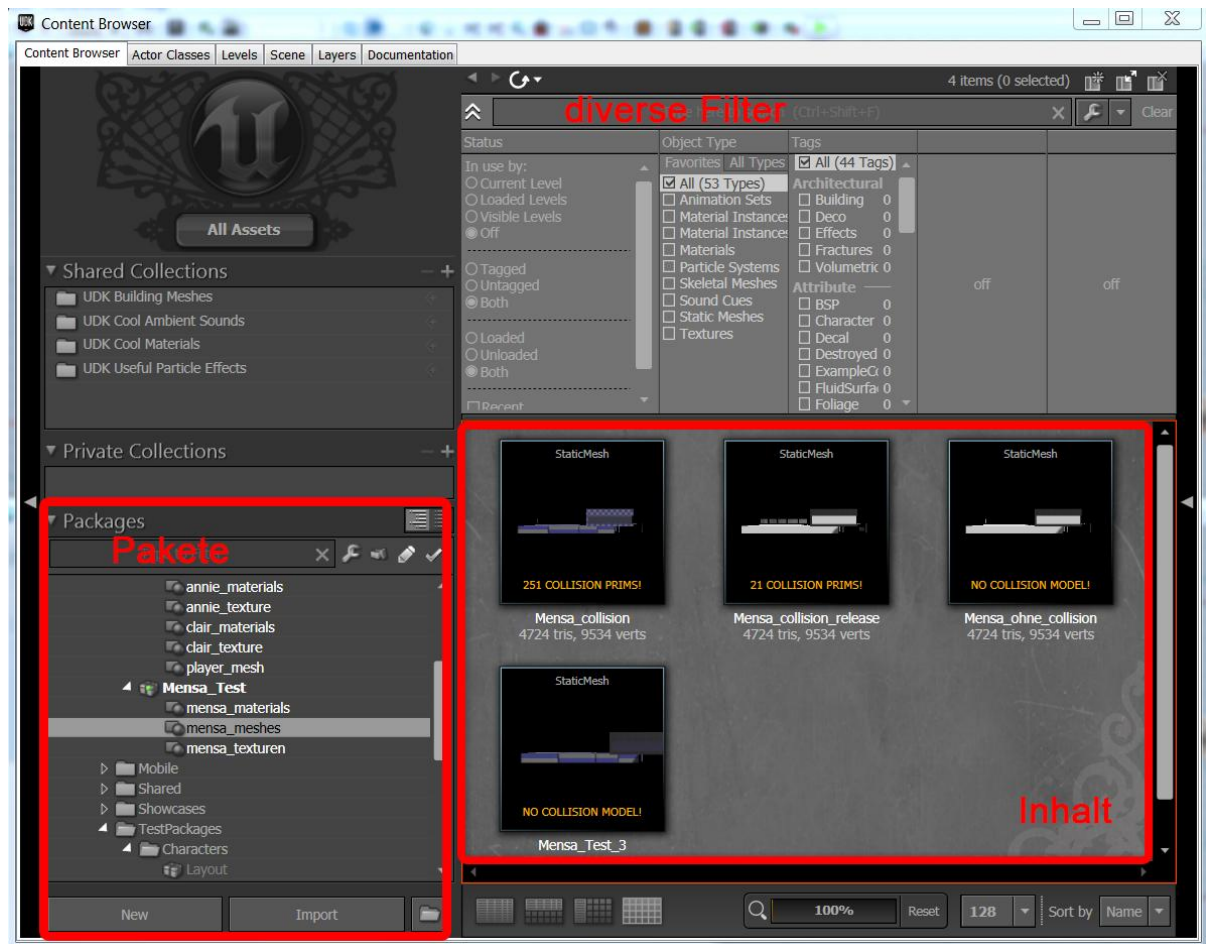 Content Browser
Content Browser Actor Classes Levels Scene Layers Documentation
All Assets
Shared Collections
UDK Building Meshes
UDK Cool Ambient Sounds
UDK Cool Materials
UDK Useful Particle Effects
Private Collections
Packages
Pakete
annie_materials
annie_texture
clair_materials
clair_texture
player_mesh
Mensa_Test
mensa_materials
mensa_meshes
mensa_texturen
Mobile
Shared
Showcases
TestPackages
Characters
Layout
New Import
4 items (0 selected)
diverse Filter (Ctrl+Shift+F) Clear
Status
In use by:
Current Level
Loaded Levels
Visible Levels
Off
Tagged
Untagged
Both
Loaded
Unloaded
Both
Recent
Object Type
Favorites All Types
All (53 Types)
Animation Sets
Material Instance
Material Instance
Materials
Particle Systems
Skeletal Meshes
Sound Cues
Static Meshes
Textures
Tags
All (44 Tags)
Architectural
Building 0
Deco 0
Effects 0
Fractures 0
Volumetric 0
Attribute
BSP 0
Character 0
Decal 0
Destroyed 0
0
FluidSurfa 0
Foliage 0
off off
StaticMesh
251 COLLISION PRIMS!
Mensa_collision
4724 tris, 9534 verts
StaticMesh
21 COLLISION PRIMS!
Mensa_collision_release
4724 tris, 9534 verts
StaticMesh
NO COLLISION MODEL!
Mensa_ohne_collision
4724 tris, 9534 verts
StaticMesh
NO COLLISION MODEL!
Mensa_Test_3
Inhalt
100% Reset 128 Sort by Name